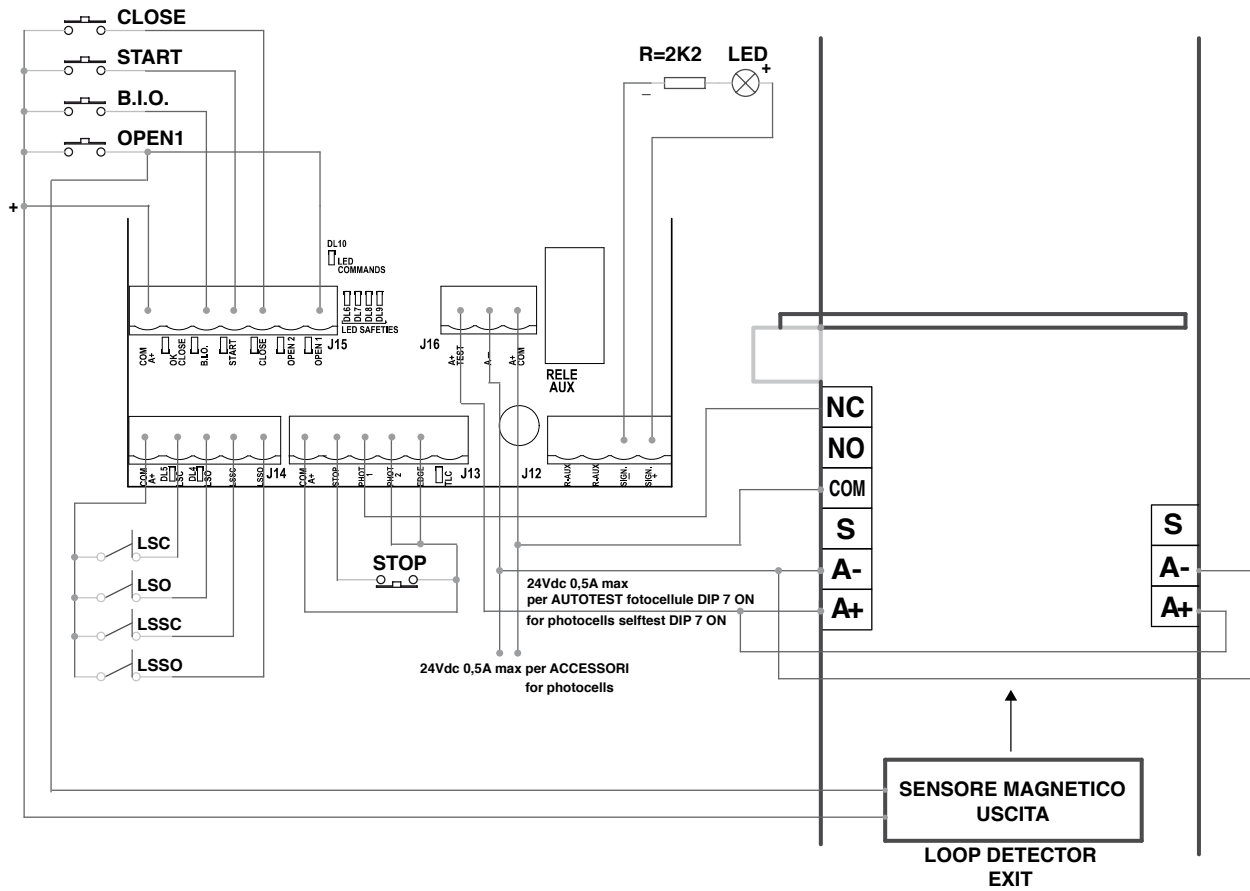 CLOSE
START
B.I.O.
OPEN1
+
R=2K2
LED
+
–
DL10
LED
COMMANDS
DL6
DL7
DL8
DL9
LED SAFETIES
J15
COM
A+
OK
CLOSE
B.I.O.
START
CLOSE
OPEN 2
OPEN 1
J16
A+
TEST
A–
A+
COM
RELE
AUX
COM
A+
DL5
LSC
DL4
LSO
LSSC
LSSO
J14
COM
A+
STOP
PHOT
1
PHOT
2
EDGE
TLC
J13
J12
R-AUX
R-AUX
SIGN.
–
SIGN.
+
LSC
LSO
LSSC
LSSO
STOP
24Vdc 0,5A max
per AUTOTEST fotocellule DIP 7 ON
for photocells selftest DIP 7 ON
24Vdc 0,5A max per ACCESSORI
for photocells
NC
NO
COM
S
A-
A+
S
A-
A+
SENSORE MAGNETICO
USCITA
LOOP DETECTOR
EXIT